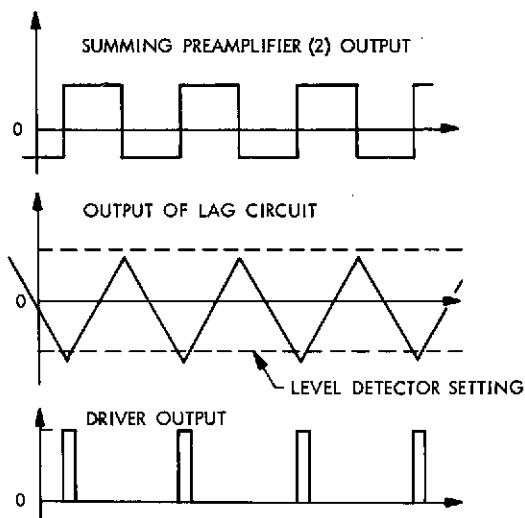 SUMMING PREAMPLIFIER (2) OUTPUT
0
OUTPUT OF LAG CIRCUIT
0
LEVEL DETECTOR SETTING
DRIVER OUTPUT
0